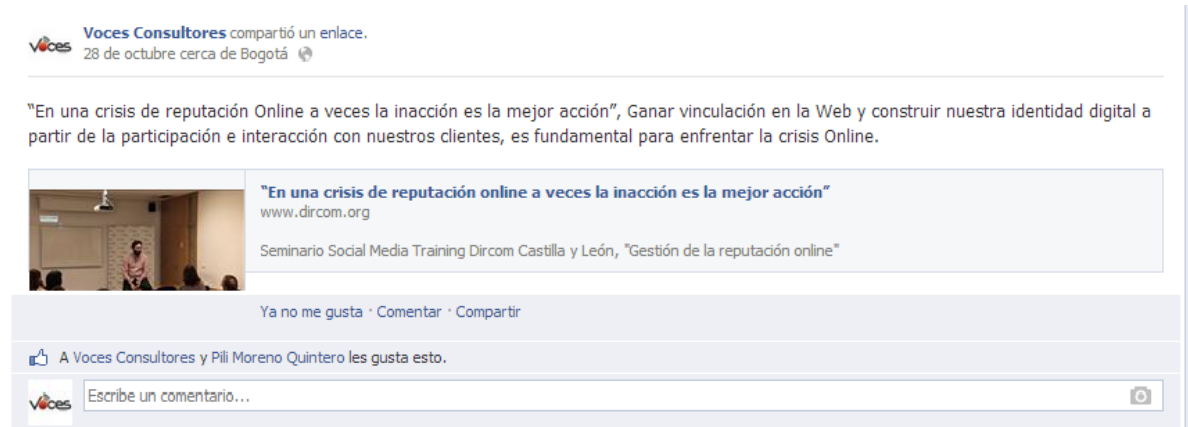 Voces Consultores compartió un enlace.
voces
28 de octubre cerca de Bogotá
“En una crisis de reputación Online a veces la inacción es la mejor acción”, Ganar vinculación en la Web y construir nuestra identidad digital a
partir de la participación e interacción con nuestros clientes, es fundamental para enfrentar la crisis Online.
“En una crisis de reputación online a veces la inacción es la mejor acción”
www.dircom.org
Seminario Social Media Training Dircom Castilla y León, "Gestión de la reputación online"
Ya no me gusta · Comentar · Compartir
A Voces Consultores y Pili Moreno Quintero les gusta esto.
voces
Escribe un comentario...